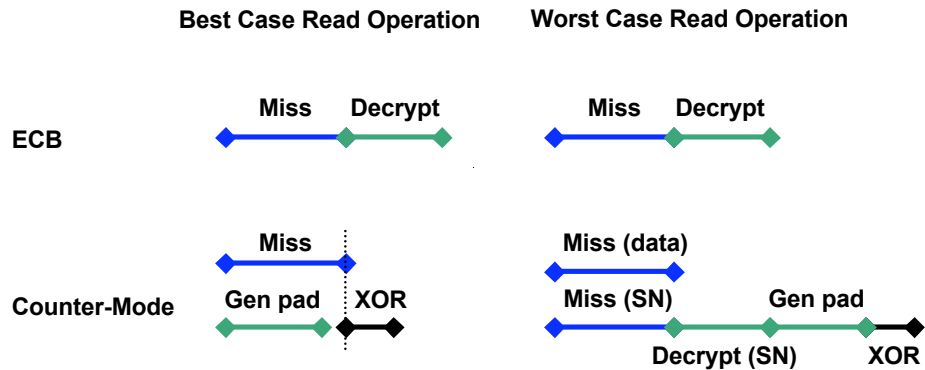 Best Case Read Operation Worst Case Read Operation
Miss Decrypt Miss Decrypt
ECB
Miss Miss (data)
Gen pad XOR Miss (SN) Gen pad
Counter-Mode
Decrypt (SN) XOR